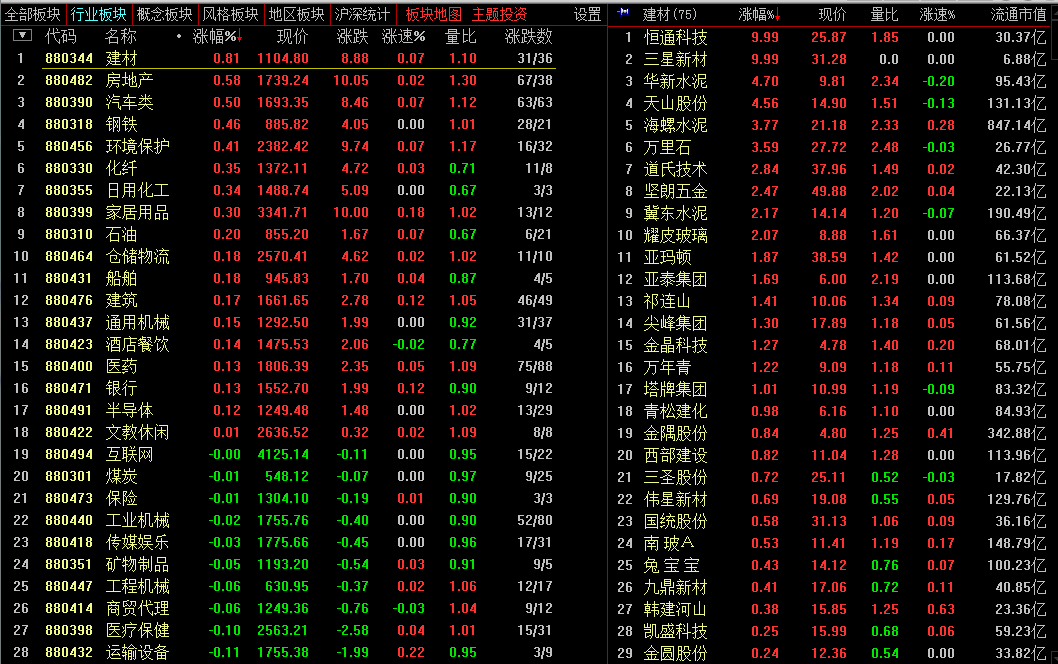 全部板块 行业板块 概念板块 风格板块 地区板块 沪深统计 板块地图 主题投资 设置
代码 名称 • 涨幅%↓ 现价 涨跌 涨速% 量比 涨跌数
1 880344 建材 0.81 1104.80 8.88 0.07 1.10 31/36
2 880482 房地产 0.58 1739.24 10.05 0.02 1.30 67/38
3 880390 汽车类 0.50 1693.35 8.46 0.07 1.12 63/63
4 880318 钢铁 0.46 885.82 4.05 0.00 1.01 28/21
5 880456 环境保护 0.41 2382.42 9.74 0.07 1.17 16/32
6 880330 化纤 0.35 1372.11 4.72 0.03 0.71 11/8
7 880355 日用化工 0.34 1488.74 5.09 0.00 0.67 3/3
8 880399 家居用品 0.30 3341.71 10.00 0.18 1.02 13/12
9 880310 石油 0.20 855.20 1.67 0.07 0.67 6/21
10 880464 仓储物流 0.18 2570.41 4.62 0.02 1.02 11/10
11 880431 船舶 0.18 945.83 1.70 0.04 0.87 4/5
12 880476 建筑 0.17 1661.65 2.78 0.12 1.05 46/49
13 880437 通用机械 0.15 1292.50 1.99 0.00 0.92 31/37
14 880423 酒店餐饮 0.14 1475.53 2.06 -0.02 0.77 4/5
15 880400 医药 0.13 1806.39 2.35 0.05 1.09 75/88
16 880471 银行 0.13 1552.70 1.99 0.12 0.90 9/12
17 880491 半导体 0.12 1249.48 1.48 0.00 1.02 13/29
18 880422 文教休闲 0.01 2636.52 0.32 0.02 1.09 8/8
19 880494 互联网 -0.00 4125.14 -0.11 0.00 0.95 15/22
20 880301 煤炭 -0.01 548.12 -0.07 0.00 0.97 9/25
21 880473 保险 -0.01 1304.10 -0.19 0.01 0.90 3/3
22 880440 工业机械 -0.02 1755.76 -0.40 0.00 0.90 52/80
23 880418 传媒娱乐 -0.03 1775.66 -0.45 0.00 0.96 17/31
24 880351 矿物制品 -0.05 1193.20 -0.54 0.03 0.91 9/5
25 880447 工程机械 -0.06 630.95 -0.37 0.02 1.06 12/17
26 880414 商贸代理 -0.06 1249.36 -0.76 -0.03 1.04 9/12
27 880398 医疗保健 -0.10 2563.21 -2.58 0.04 1.01 15/31
28 880432 运输设备 -0.11 1755.38 -1.99 0.22 0.95 3/9
建材(75) 涨幅%↓ 现价 量比 涨速% 流通市值
1 恒通科技 9.99 25.87 1.85 0.00 30.37亿
2 三星新材 9.99 31.28 0.0 0.00 6.88亿
3 华新水泥 4.70 9.81 2.34 -0.20 95.43亿
4 天山股份 4.56 14.90 1.51 -0.13 131.13亿
5 海螺水泥 3.77 21.18 2.33 0.28 847.14亿
6 万里石 3.59 27.72 2.48 -0.03 26.77亿
7 道氏技术 2.84 37.96 1.49 0.02 42.30亿
8 坚朗五金 2.47 49.88 2.02 0.04 22.13亿
9 冀东水泥 2.17 14.14 1.20 -0.07 190.49亿
10 耀皮玻璃 2.07 8.88 1.61 0.00 66.37亿
11 亚玛顿 1.87 38.59 1.42 0.00 61.52亿
12 亚泰集团 1.69 6.00 2.19 0.00 113.68亿
13 祁连山 1.41 10.06 1.34 0.09 78.08亿
14 尖峰集团 1.30 17.89 1.18 0.05 61.56亿
15 金晶科技 1.27 4.78 1.40 0.20 68.01亿
16 万年青 1.22 9.09 1.18 0.11 55.75亿
17 塔牌集团 1.01 10.99 1.19 -0.09 83.32亿
18 青松建化 0.98 6.16 1.10 0.00 84.93亿
19 金隅股份 0.84 4.80 1.25 0.41 342.88亿
20 西部建设 0.82 11.04 1.28 0.00 113.96亿
21 三圣股份 0.72 25.11 0.52 -0.03 17.82亿
22 伟星新材 0.69 19.08 0.55 0.05 129.76亿
23 国统股份 0.58 31.13 1.06 0.09 36.16亿
24 南玻A 0.53 11.41 1.19 0.17 148.79亿
25 兔宝宝 0.43 14.12 0.76 0.07 100.23亿
26 九鼎新材 0.41 17.06 0.72 0.11 40.85亿
27 韩建河山 0.38 15.85 1.25 0.63 23.36亿
28 凯盛科技 0.25 15.99 0.68 0.06 59.23亿
29 金圆股份 0.24 12.36 0.54 0.00 33.82亿